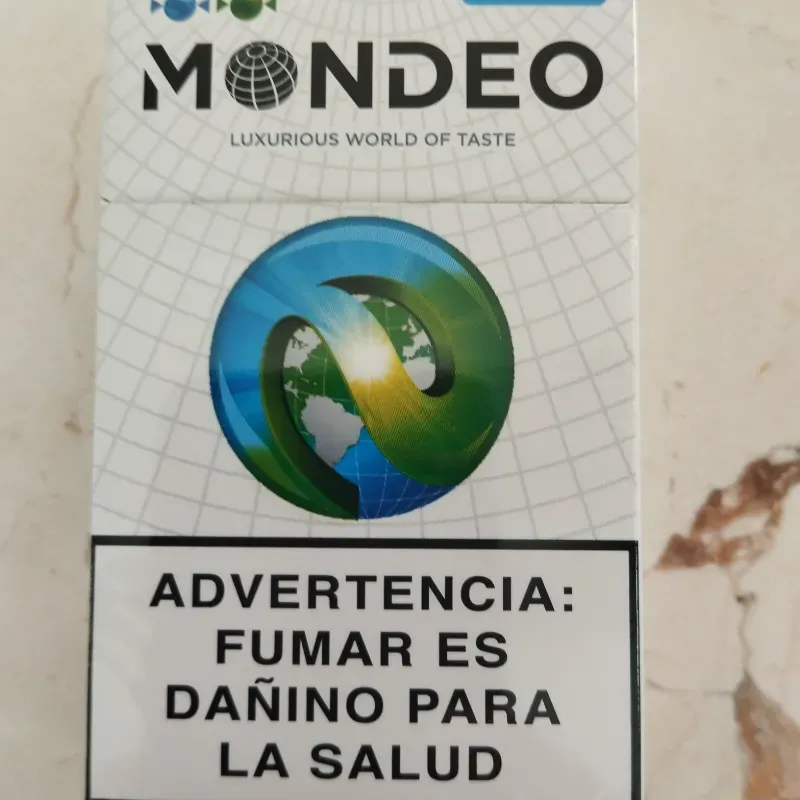 MONDEO
LUXURIOUS WORLD OF TASTE
ADVERTENCIA:
FUMAR ES
DAÑINO PARA
LA SALUD